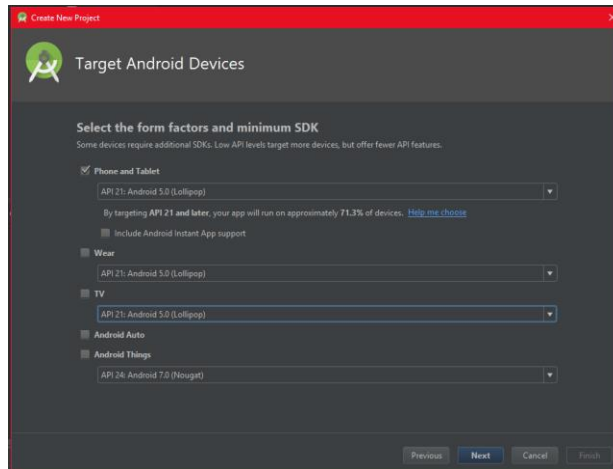 Create New Project
Target Android Devices
Select the form factors and minimum SDK
Some devices require additional SDKs. Low API levels target more devices, but offer fewer API features.
Phone and Tablet
API 21: Android 5.0 (Lollipop)
By targeting API 21 and later, your app will run on approximately 71.3% of devices. Help me choose
Include Android Instant App support
Wear
API 21: Android 5.0 (Lollipop)
TV
API 21: Android 5.0 (Lollipop)
Android Auto
Android Things
API 24: Android 7.0 (Nougat)
Previous Next Cancel Finish